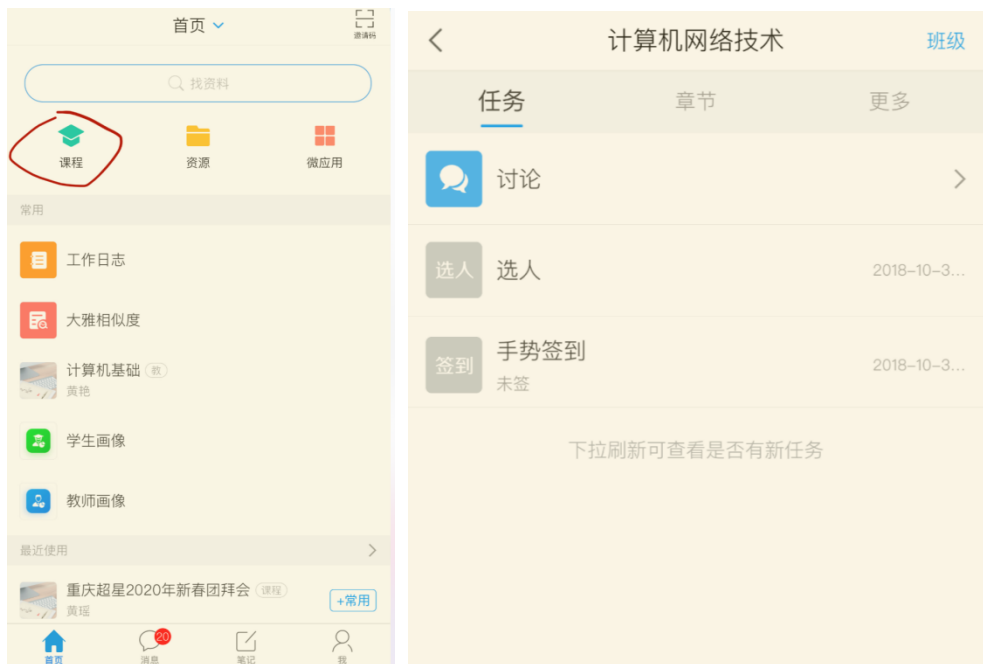 首页
邀请码
找资料
课程
资源
微应用
常用
工作日志
大雅相似度
计算机基础 教
黄艳
学生画像
教师画像
最近使用
重庆超星2020年新春团拜会 课程
黄瑶
+常用
首页
20
消息
笔记
我
计算机网络技术
班级
任务
章节
更多
讨论
选人
选人
2018-10-3...
签到
手势签到
未签
2018-10-3...
下拉刷新可查看是否有新任务